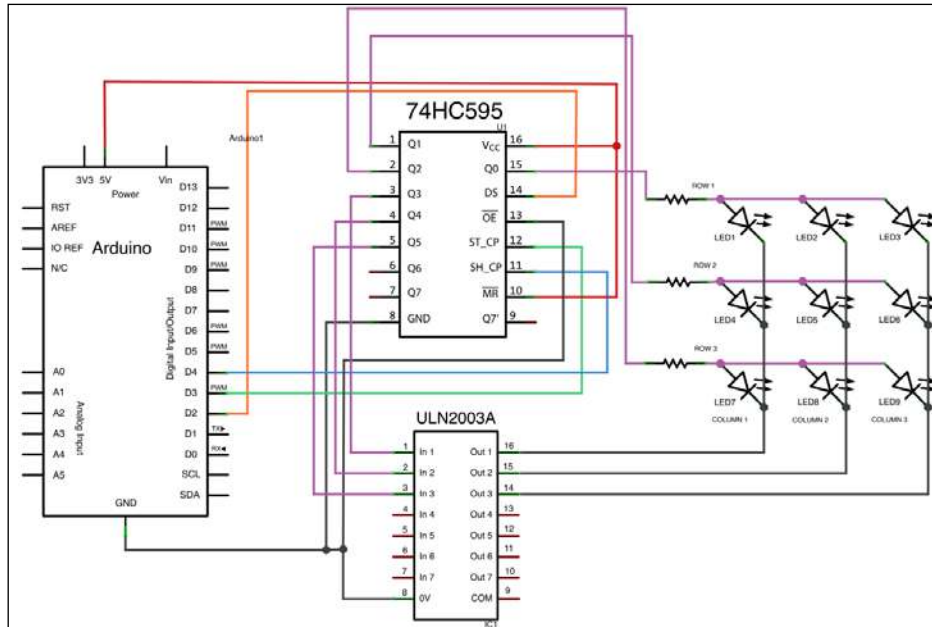 74HC595
U1
Arduino1
1 Q1 Vcc 16
2 Q2 Q0 15
3 Q3 DS 14
4 Q4 OE 13
5 Q5 ST_CP 12
6 Q6 SH_CP 11
7 Q7 MR 10
8 GND Q7' 9
3V3 5V Vin
Power
Arduino
RST
AREF
IO REF
N/C
A0
A1
A2
A3
A4
A5
Analog Input
Digital Input/Output
D13
D12
D11 PWM
D10 PWM
D9 PWM
D8
D7
D6 PWM
D5 PWM
D4
D3 PWM
D2
D1 TX
D0 RX
SCL
SDA
GND
ULN2003A
1 In 1 Out 1 16
2 In 2 Out 2 15
3 In 3 Out 3 14
4 In 4 Out 4 13
5 In 5 Out 5 12
6 In 6 Out 6 11
7 In 7 Out 7 10
8 0V COM 9
IC1
ROW 1
LED1 LED2 LED3
ROW 2
LED4 LED5 LED6
ROW 3
LED7 LED8 LED9
COLUMN 1 COLUMN 2 COLUMN 3